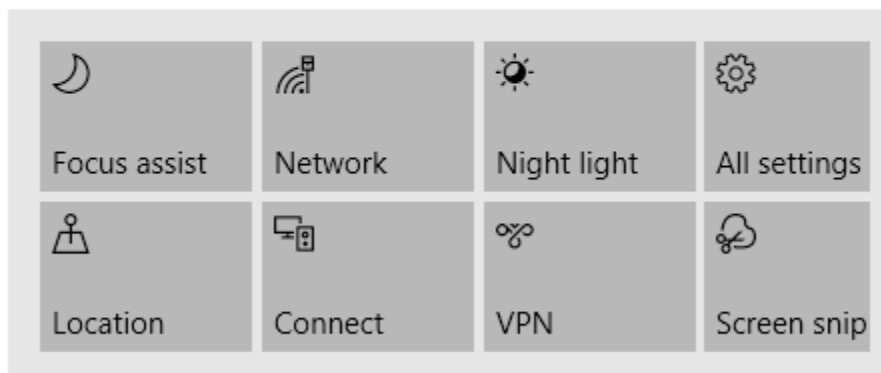 Focus assist
Network
Night light
All settings
Location
Connect
VPN
Screen snip